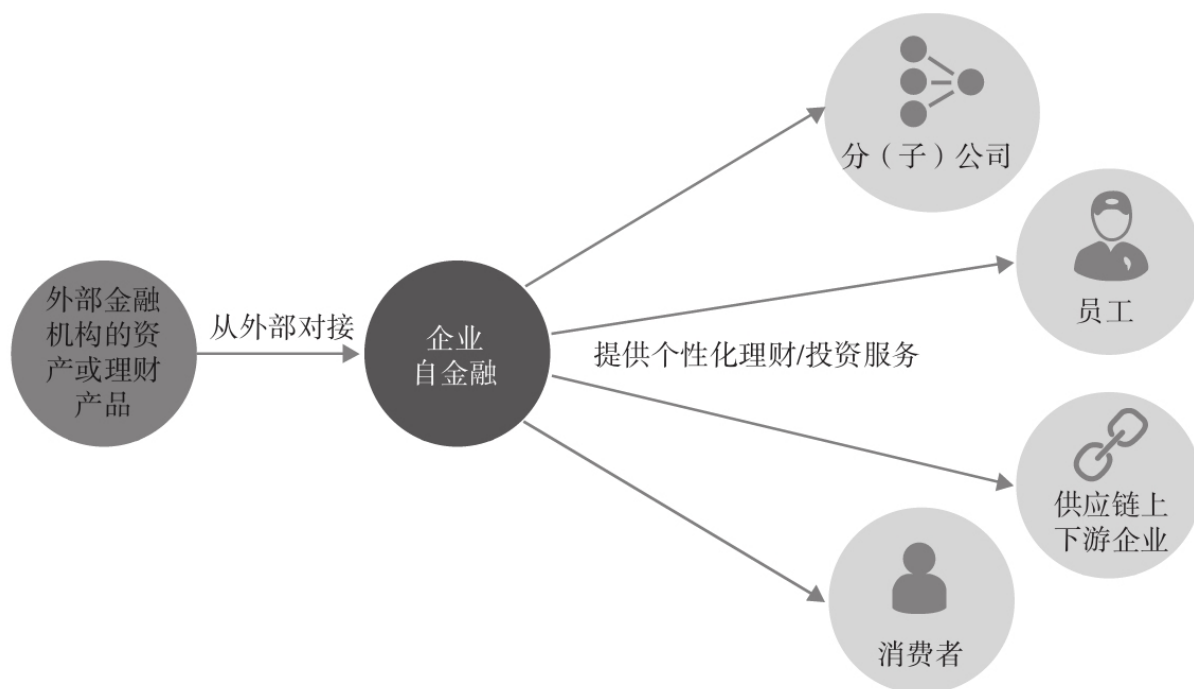 外部金融
机构的资
产或理财
产品
从外部对接
企业
自金融
提供个性化理财/投资服务
分（子）公司
员工
供应链上
下游企业
消费者